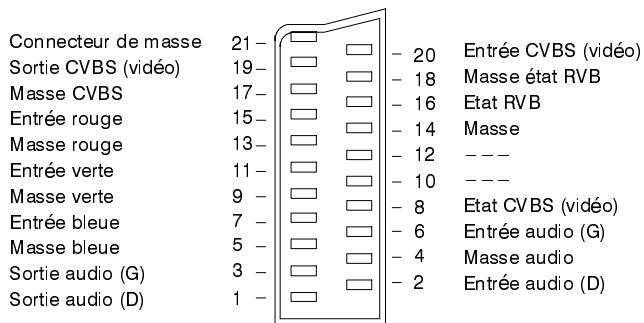 Connecteur de masse 21 –
Sortie CVBS (vidéo) 19 –
Masse CVBS 17 –
Entrée rouge 15 –
Masse rouge 13 –
Entrée verte 11 –
Masse verte 9 –
Entrée bleue 7 –
Masse bleue 5 –
Sortie audio (G) 3 –
Sortie audio (D) 1 –
– 20 Entrée CVBS (vidéo)
– 18 Masse état RVB
– 16 Etat RVB
– 14 Masse
– 12 – – –
– 10 – – –
– 8 Etat CVBS (vidéo)
– 6 Entrée audio (G)
– 4 Masse audio
– 2 Entrée audio (D)